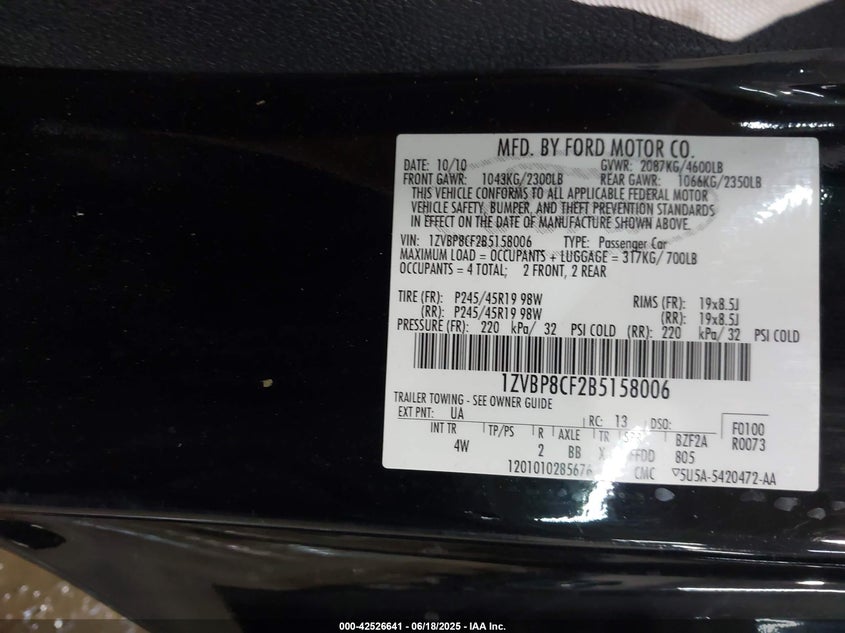 MFD. BY FORD MOTOR CO.
DATE: 10/10 GVWR: 2087KG/4600LB
FRONT GAWR: 1043KG/2300LB REAR GAWR: 1066KG/2350LB
THIS VEHICLE CONFORMS TO ALL APPLICABLE FEDERAL MOTOR
VEHICLE SAFETY, BUMPER, AND THEFT PREVENTION STANDARDS
IN EFFECT ON THE DATE OF MANUFACTURE SHOWN ABOVE.
VIN: 1ZVBP8CF2B5158006 TYPE: Passenger Car
MAXIMUM LOAD = OCCUPANTS + LUGGAGE = 317KG/700LB
OCCUPANTS = 4 TOTAL; 2 FRONT, 2 REAR
TIRE (FR): P245/45R19 98W RIMS (FR): 19x8.5J
(RR): P245/45R19 98W (RR): 19x8.5J
PRESSURE (FR): 220 kPa/ 32 PSI COLD (RR): 220 kPa/ 32 PSI COLD
1ZVBP8CF2B5158006
TRAILER TOWING - SEE OWNER GUIDE
EXT PNT: UA RC: 13 DSO: F0100
INT TR TP/PS R AXLE TR BZF2A R0073
4W 2 BB X 805
1201010285676 CMC 5U5A-5420472-AA
000-42526641 - 06/18/2025 - IAA Inc.